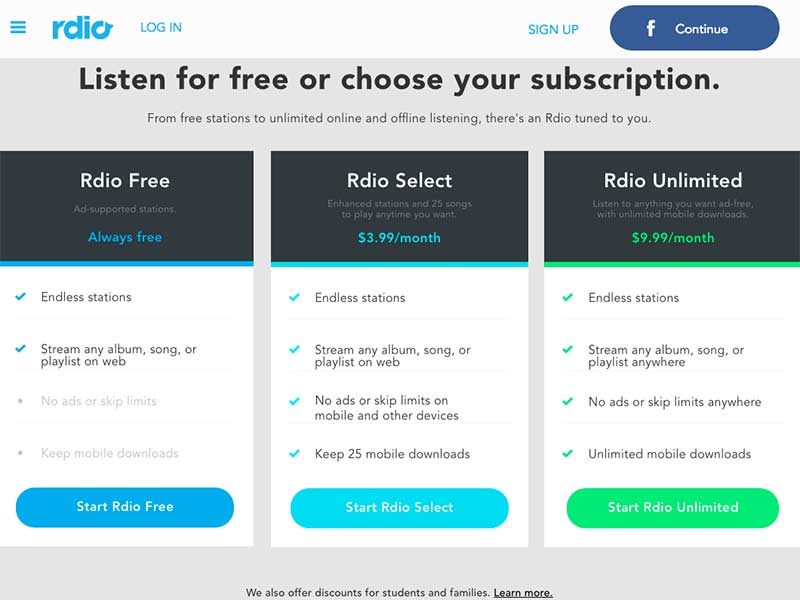 rdio
LOG IN
SIGN UP
f Continue
Listen for free or choose your subscription.
From free stations to unlimited online and offline listening, there's an Rdio tuned to you.
Rdio Free
Ad-supported stations.
Always free
Endless stations
Stream any album, song, or
playlist on web
No ads or skip limits
Keep mobile downloads
Start Rdio Free
Rdio Select
Enhanced stations and 25 songs
to play anytime you want.
$3.99/month
Endless stations
Stream any album, song, or
playlist on web
No ads or skip limits on
mobile and other devices
Keep 25 mobile downloads
Start Rdio Select
Rdio Unlimited
Listen to anything you want ad-free,
with unlimited mobile downloads.
$9.99/month
Endless stations
Stream any album, song, or
playlist anywhere
No ads or skip limits anywhere
Unlimited mobile downloads
Start Rdio Unlimited
We also offer discounts for students and families. Learn more.